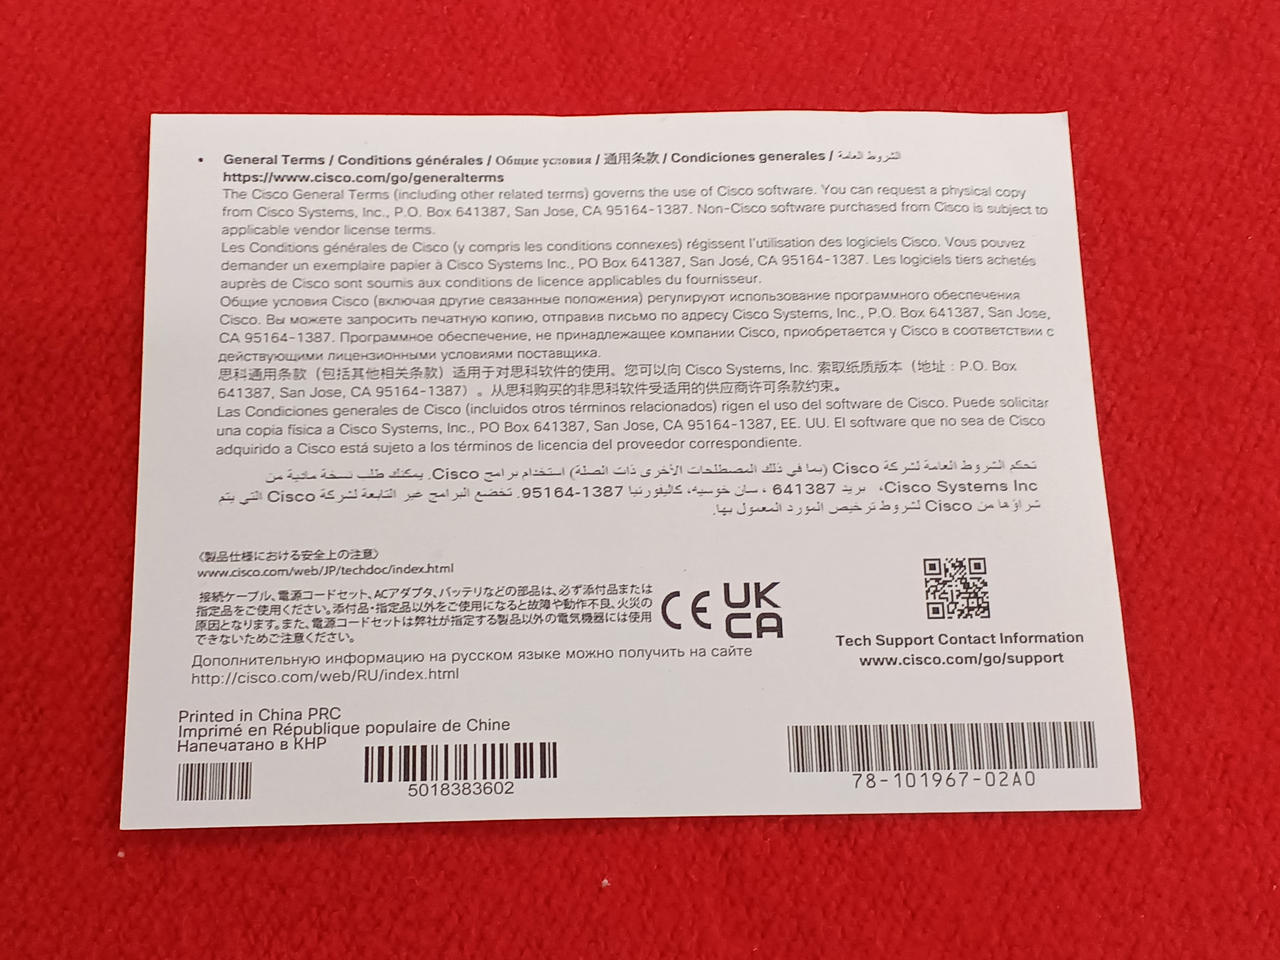 • General Terms / Conditions générales / Общие условия / 通用条款 / Condiciones generales / الشروط العامة
https://www.cisco.com/go/generalterms
The Cisco General Terms (including other related terms) governs the use of Cisco software. You can request a physical copy
from Cisco Systems, Inc., P.O. Box 641387, San Jose, CA 95164-1387. Non-Cisco software purchased from Cisco is subject to
applicable vendor license terms.
Les Conditions générales de Cisco (y compris les conditions connexes) régissent l'utilisation des logiciels Cisco. Vous pouvez
demander un exemplaire papier à Cisco Systems Inc., PO Box 641387, San José, CA 95164-1387. Les logiciels tiers achetés
auprès de Cisco sont soumis aux conditions de licence applicables du fournisseur.
Общие условия Cisco (включая другие связанные положения) регулируют использование программного обеспечения
Cisco. Вы можете запросить печатную копию, отправив письмо по адресу Cisco Systems, Inc., P.O. Box 641387, San Jose,
CA 95164-1387. Программное обеспечение, не принадлежащее компании Cisco, приобретается у Cisco в соответствии с
действующими лицензионными условиями поставщика.
思科通用条款（包括其他相关条款）适用于对思科软件的使用。您可以向 Cisco Systems, Inc. 索取纸质版本（地址：P.O. Box
641387, San Jose, CA 95164-1387）。从思科购买的非思科软件受适用的供应商许可条款约束。
Las Condiciones generales de Cisco (incluidos otros términos relacionados) rigen el uso del software de Cisco. Puede solicitar
una copia física a Cisco Systems, Inc., PO Box 641387, San Jose, CA 95164-1387, EE. UU. El software que no sea de Cisco
adquirido a Cisco está sujeto a los términos de licencia del proveedor correspondiente.
تحكم الشروط العامة لشركة Cisco (بما في ذلك المصطلحات الأخرى ذات الصلة) استخدام برامج Cisco. يمكنك طلب نسخة مادية من
Cisco Systems Inc، بريد 641387 ، سان خوسيه، كاليفورنيا 1387-95164. تخضع البرامج غير التابعة لشركة Cisco التي يتم
شراؤها من Cisco لشروط ترخيص المورد المعمول بها.
〈製品仕様における安全上の注意〉
www.cisco.com/web/JP/techdoc/index.html
接続ケーブル、電源コードセット、ACアダプタ、バッテリなどの部品は、必ず添付品または
指定品をご使用ください。添付品・指定品以外をご使用になると故障や動作不良、火災の
原因となります。また、電源コードセットは弊社が指定する製品以外の電気機器には使用
できないためご注意ください。
CE UK
CA
Дополнительную информацию на русском языке можно получить на сайте
http://cisco.com/web/RU/index.html
Tech Support Contact Information
www.cisco.com/go/support
Printed in China PRC
Imprimé en République populaire de Chine
Напечатано в КНР
5018383602
78-101967-02A0